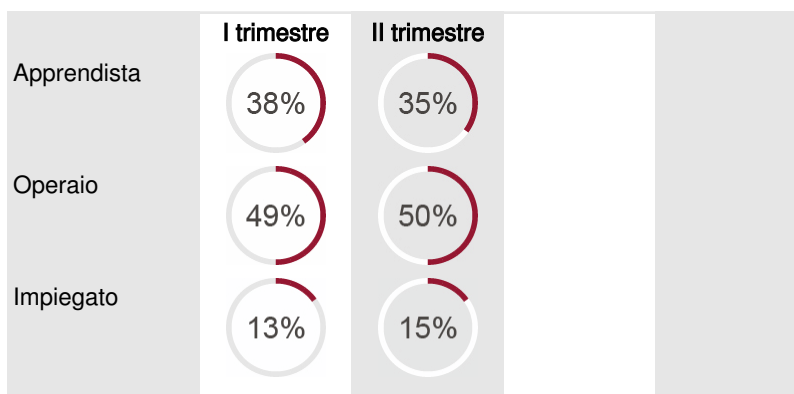 I trimestre II trimestre
Apprendista 38% 35%
Operaio 49% 50%
Impiegato 13% 15%